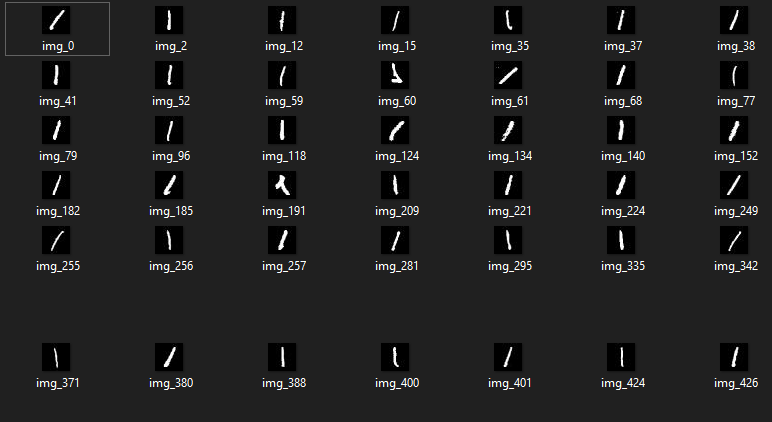 img_0 img_2 img_12 img_15 img_35 img_37 img_38
img_41 img_52 img_59 img_60 img_61 img_68 img_77
img_79 img_96 img_118 img_124 img_134 img_140 img_152
img_182 img_185 img_191 img_209 img_221 img_224 img_249
img_255 img_256 img_257 img_281 img_295 img_335 img_342
img_371 img_380 img_388 img_400 img_401 img_424 img_426